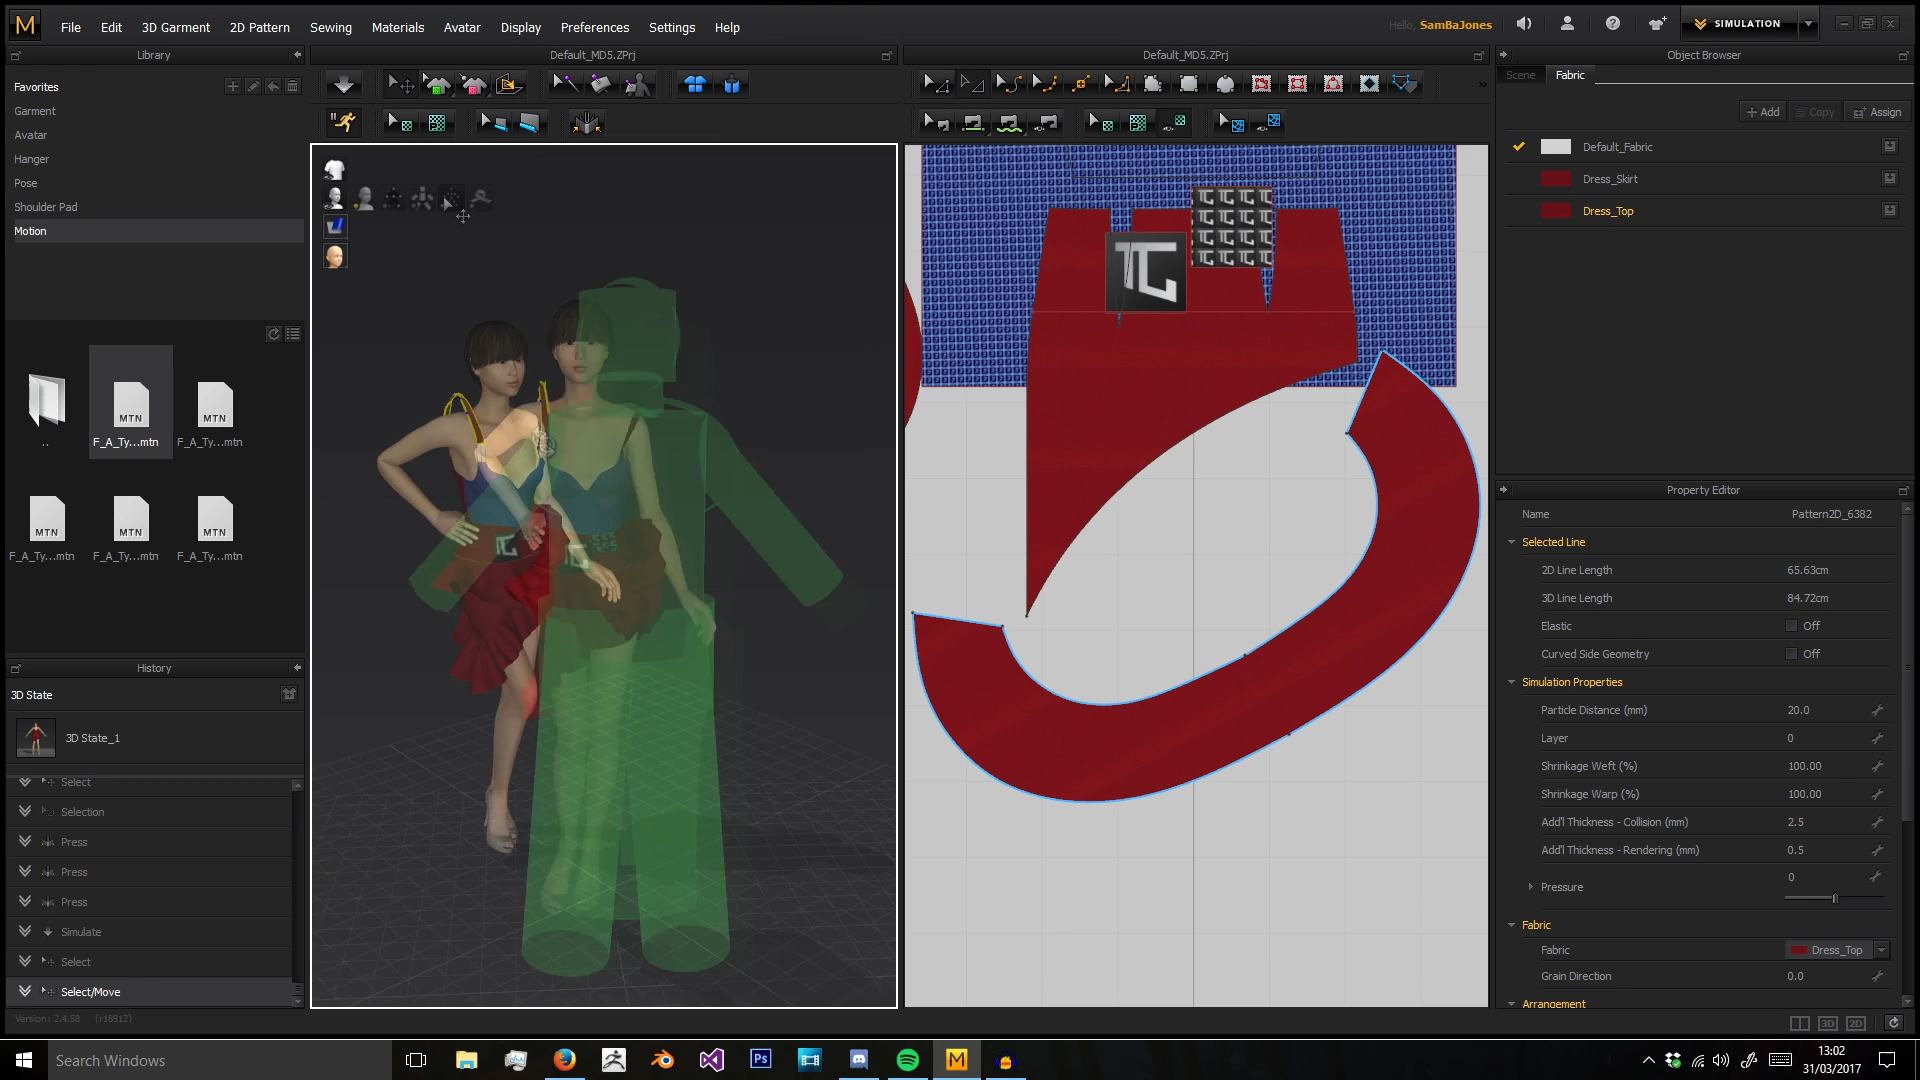 M File Edit 3D Garment 2D Pattern Sewing Materials Avatar Display Preferences Settings Help
Hello, SamBaJones
SIMULATION
Library
Default_MD5.ZPrj
Default_MD5.ZPrj
Object Browser
Favorites
Garment
Avatar
Hanger
Pose
Shoulder Pad
Motion
..
MTN
F_A_Ty...mtn
MTN
F_A_Ty...mtn
MTN
F_A_Ty...mtn
MTN
F_A_Ty...mtn
MTN
F_A_Ty...mtn
History
3D State
3D State_1
Select
Selection
Press
Press
Press
Simulate
Select
Select/Move
Version: 2.4.58 (r18912)
Scene Fabric
+ Add Copy Assign
Default_Fabric
Dress_Skirt
Dress_Top
Property Editor
Name Pattern2D_6382
Selected Line
2D Line Length 65.63cm
3D Line Length 84.72cm
Elastic Off
Curved Side Geometry Off
Simulation Properties
Particle Distance (mm) 20.0
Layer 0
Shrinkage Weft (%) 100.00
Shrinkage Warp (%) 100.00
Add'l Thickness - Collision (mm) 2.5
Add'l Thickness - Rendering (mm) 0.5
Pressure 0
Fabric
Fabric Dress_Top
Grain Direction 0.0
Arrangement
3D 2D
Search Windows
Ps
M
13:02
31/03/2017